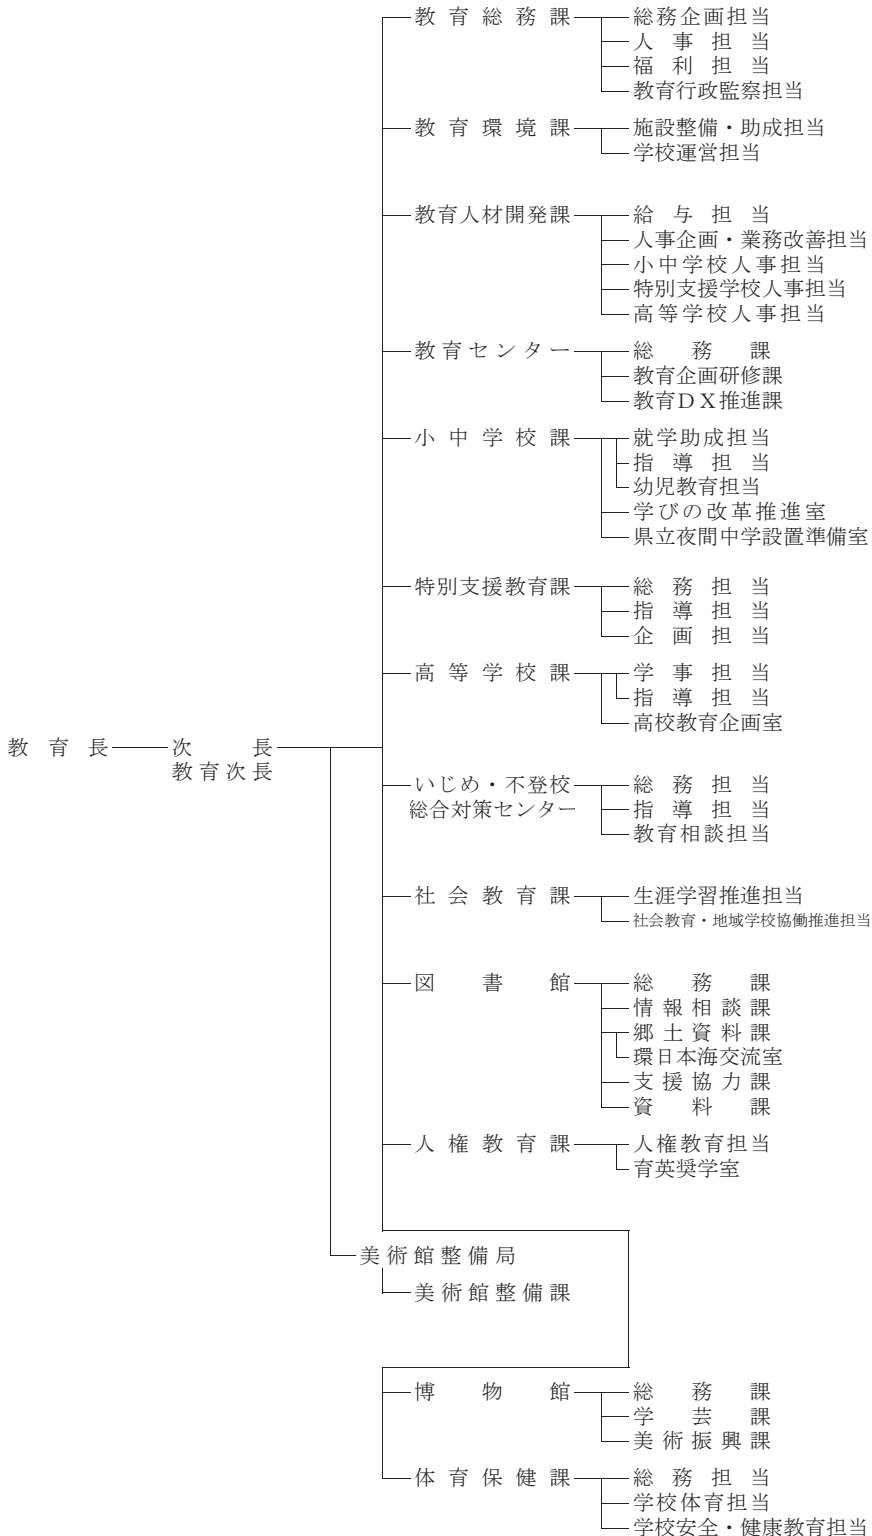 教育総務課 総務企画担当
人事担当
福利担当
教育行政監察担当
教育環境課 施設整備・助成担当
学校運営担当
教育人材開発課 給与担当
人事企画・業務改善担当
小中学校人事担当
特別支援学校人事担当
高等学校人事担当
教育センター 総務課
教育企画研修課
教育DX推進課
小中学校課 就学助成担当
指導担当
幼児教育担当
学びの改革推進室
県立夜間中学設置準備室
特別支援教育課 総務担当
指導担当
企画担当
高等学校課 学事担当
指導担当
高校教育企画室
教育長 次長
教育次長
いじめ・不登校 総務担当
総合対策センター 指導担当
教育相談担当
社会教育課 生涯学習推進担当
社会教育・地域学校協働推進担当
図書館 総務課
情報相談課
郷土資料課
環日本海交流室
支援協力課
資料課
人権教育課 人権教育担当
育英奨学室
美術館整備局
美術館整備課
博物館 総務課
学芸課
美術振興課
体育保健課 総務担当
学校体育担当
学校安全・健康教育担当